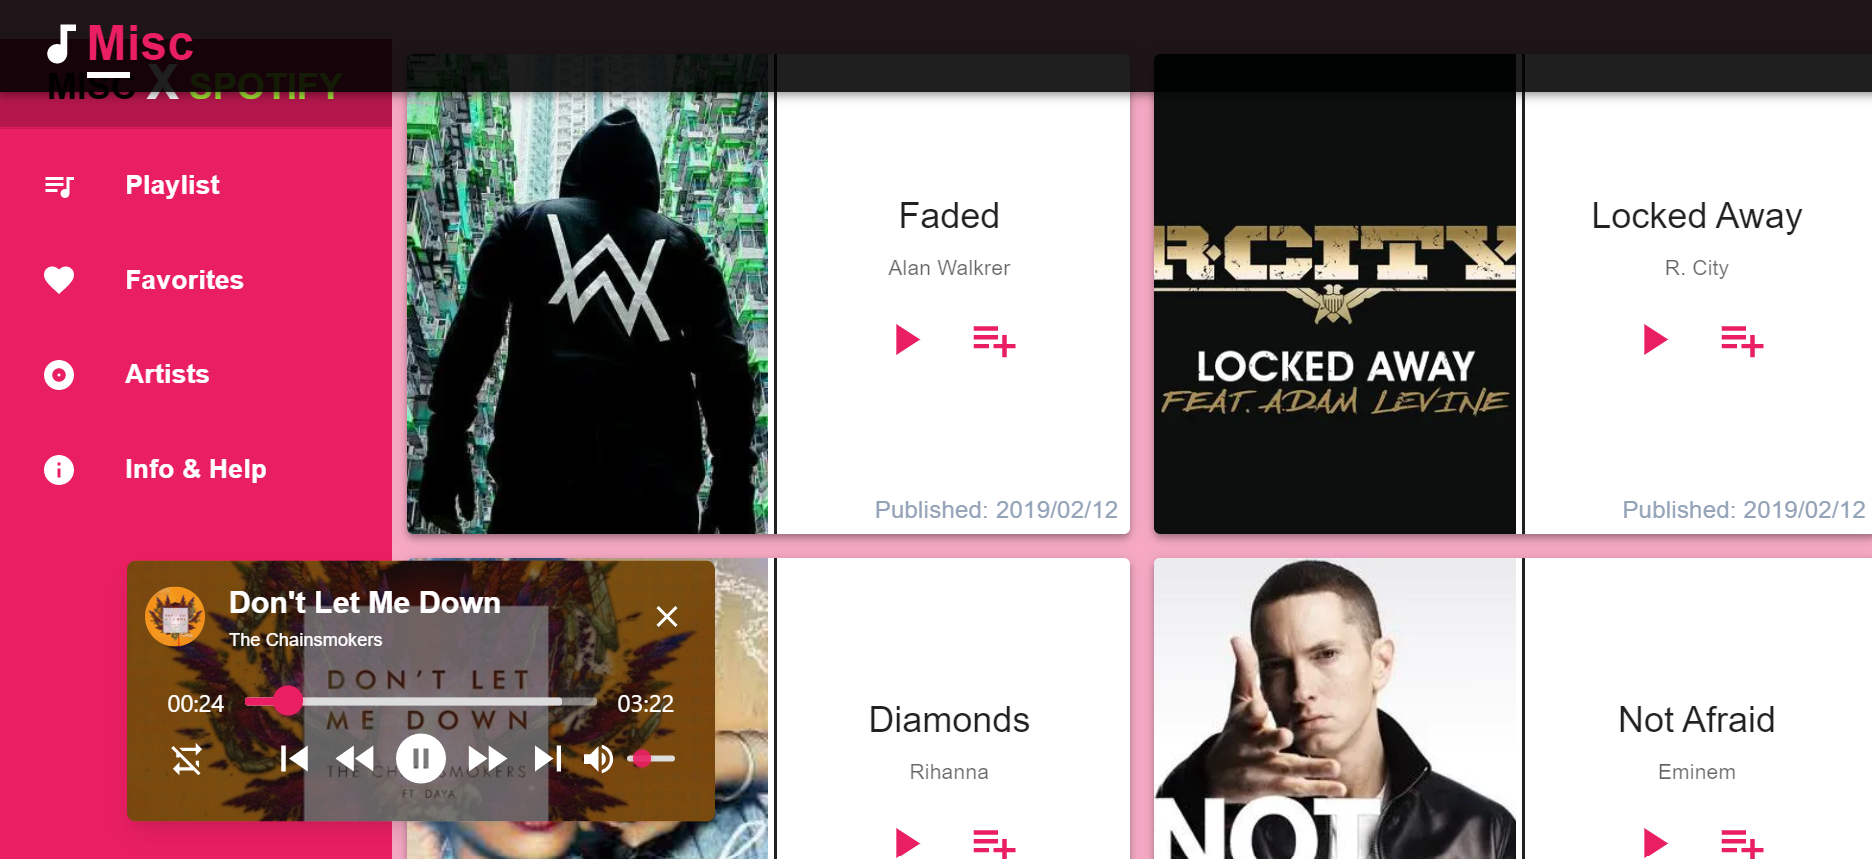 Misc
MISC X SPOTIFY
Playlist
Favorites
Artists
Info & Help
Faded
Alan Walkrer
Published: 2019/02/12
R.CITY
LOCKED AWAY
FEAT. ADAM LEVINE
Locked Away
R. City
Published: 2019/02/12
Don't Let Me Down
The Chainsmokers
DON'T LET
00:24
03:22
ME DOWN
THE CHAINSMOKERS
FT. DAYA
Diamonds
Rihanna
NOT
Not Afraid
Eminem